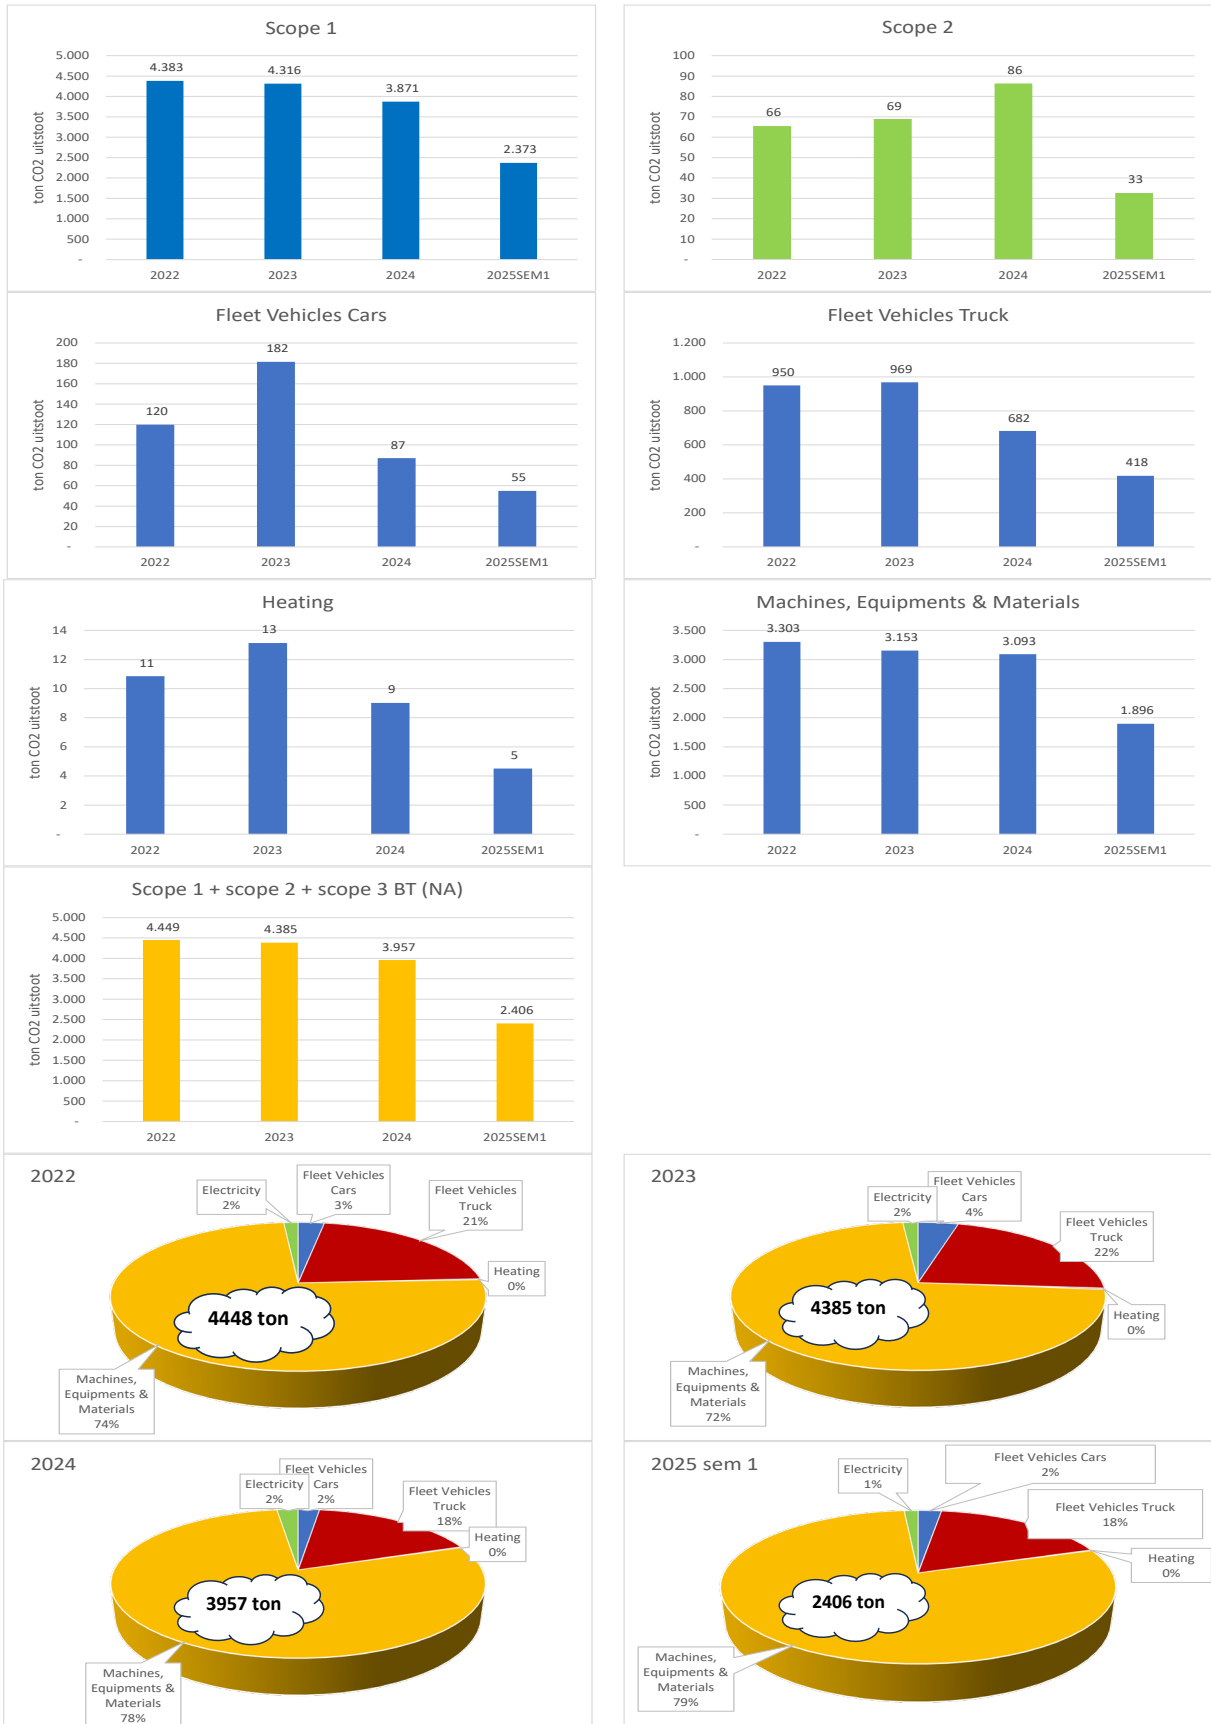 Scope 1
ton CO2 uitstoot
5.000
4.500
4.000
3.500
3.000
2.500
2.000
1.500
1.000
500
-
4.383
4.316
3.871
2.373
2022
2023
2024
2025SEM1
Scope 2
ton CO2 uitstoot
100
90
80
70
60
50
40
30
20
10
-
66
69
86
33
2022
2023
2024
2025SEM1
Fleet Vehicles Cars
ton CO2 uitstoot
200
180
160
140
120
100
80
60
40
20
-
120
182
87
55
2022
2023
2024
2025SEM1
Fleet Vehicles Truck
ton CO2 uitstoot
1.200
1.000
800
600
400
200
-
950
969
682
418
2022
2023
2024
2025SEM1
Heating
ton CO2 uitstoot
14
12
10
8
6
4
2
-
11
13
9
5
2022
2023
2024
2025SEM1
Machines, Equipments & Materials
ton CO2 uitstoot
3.500
3.000
2.500
2.000
1.500
1.000
500
-
3.303
3.153
3.093
1.896
2022
2023
2024
2025SEM1
Scope 1 + scope 2 + scope 3 BT (NA)
ton CO2 uitstoot
5.000
4.500
4.000
3.500
3.000
2.500
2.000
1.500
1.000
500
-
4.449
4.385
3.957
2.406
2022
2023
2024
2025SEM1
2022
Electricity
2%
Fleet Vehicles
Cars
3%
Fleet Vehicles
Truck
21%
Heating
0%
4448 ton
Machines,
Equipments &
Materials
74%
2023
Electricity
2%
Fleet Vehicles
Cars
4%
Fleet Vehicles
Truck
22%
Heating
0%
4385 ton
Machines,
Equipments &
Materials
72%
2024
Electricity
2%
Fleet Vehicles
Cars
2%
Fleet Vehicles
Truck
18%
Heating
0%
3957 ton
Machines,
Equipments &
Materials
78%
2025 sem 1
Electricity
1%
Fleet Vehicles Cars
2%
Fleet Vehicles Truck
18%
Heating
0%
2406 ton
Machines,
Equipments &
Materials
79%